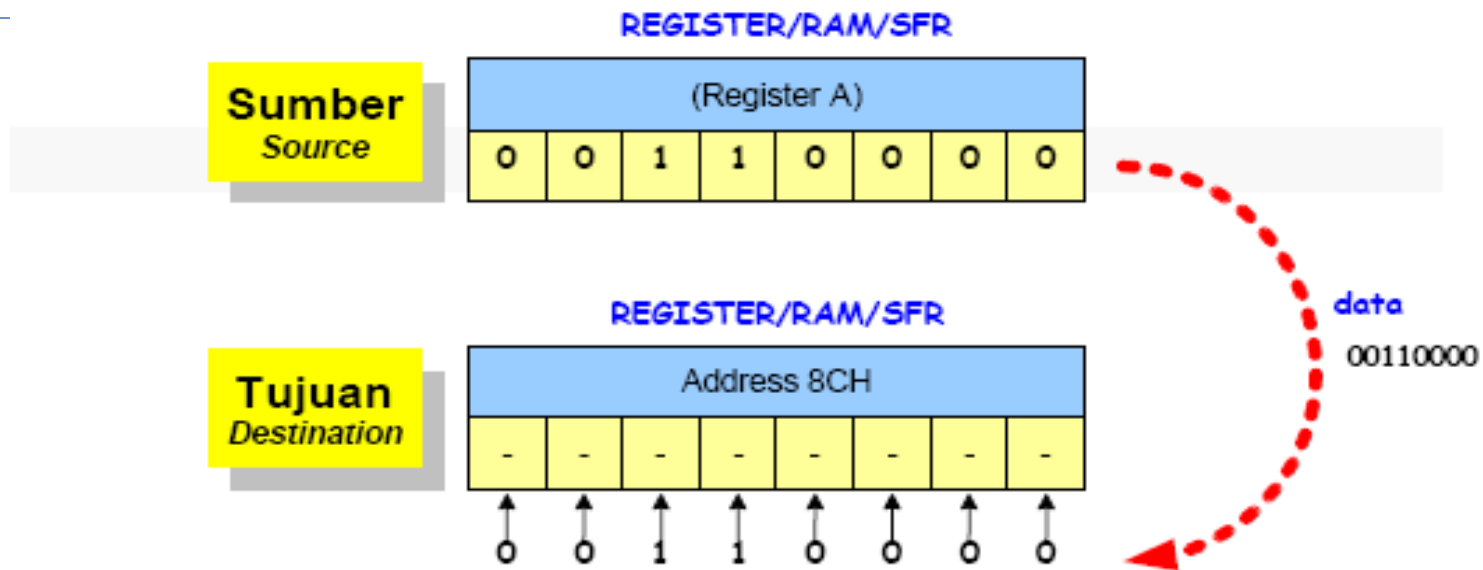 REGISTER/RAM/SFR
Sumber
Source
(Register A)
0 0 1 1 0 0 0 0
data
00110000
REGISTER/RAM/SFR
Tujuan
Destination
Address 8CH
- - - - - - - -
0 0 1 1 0 0 0 0